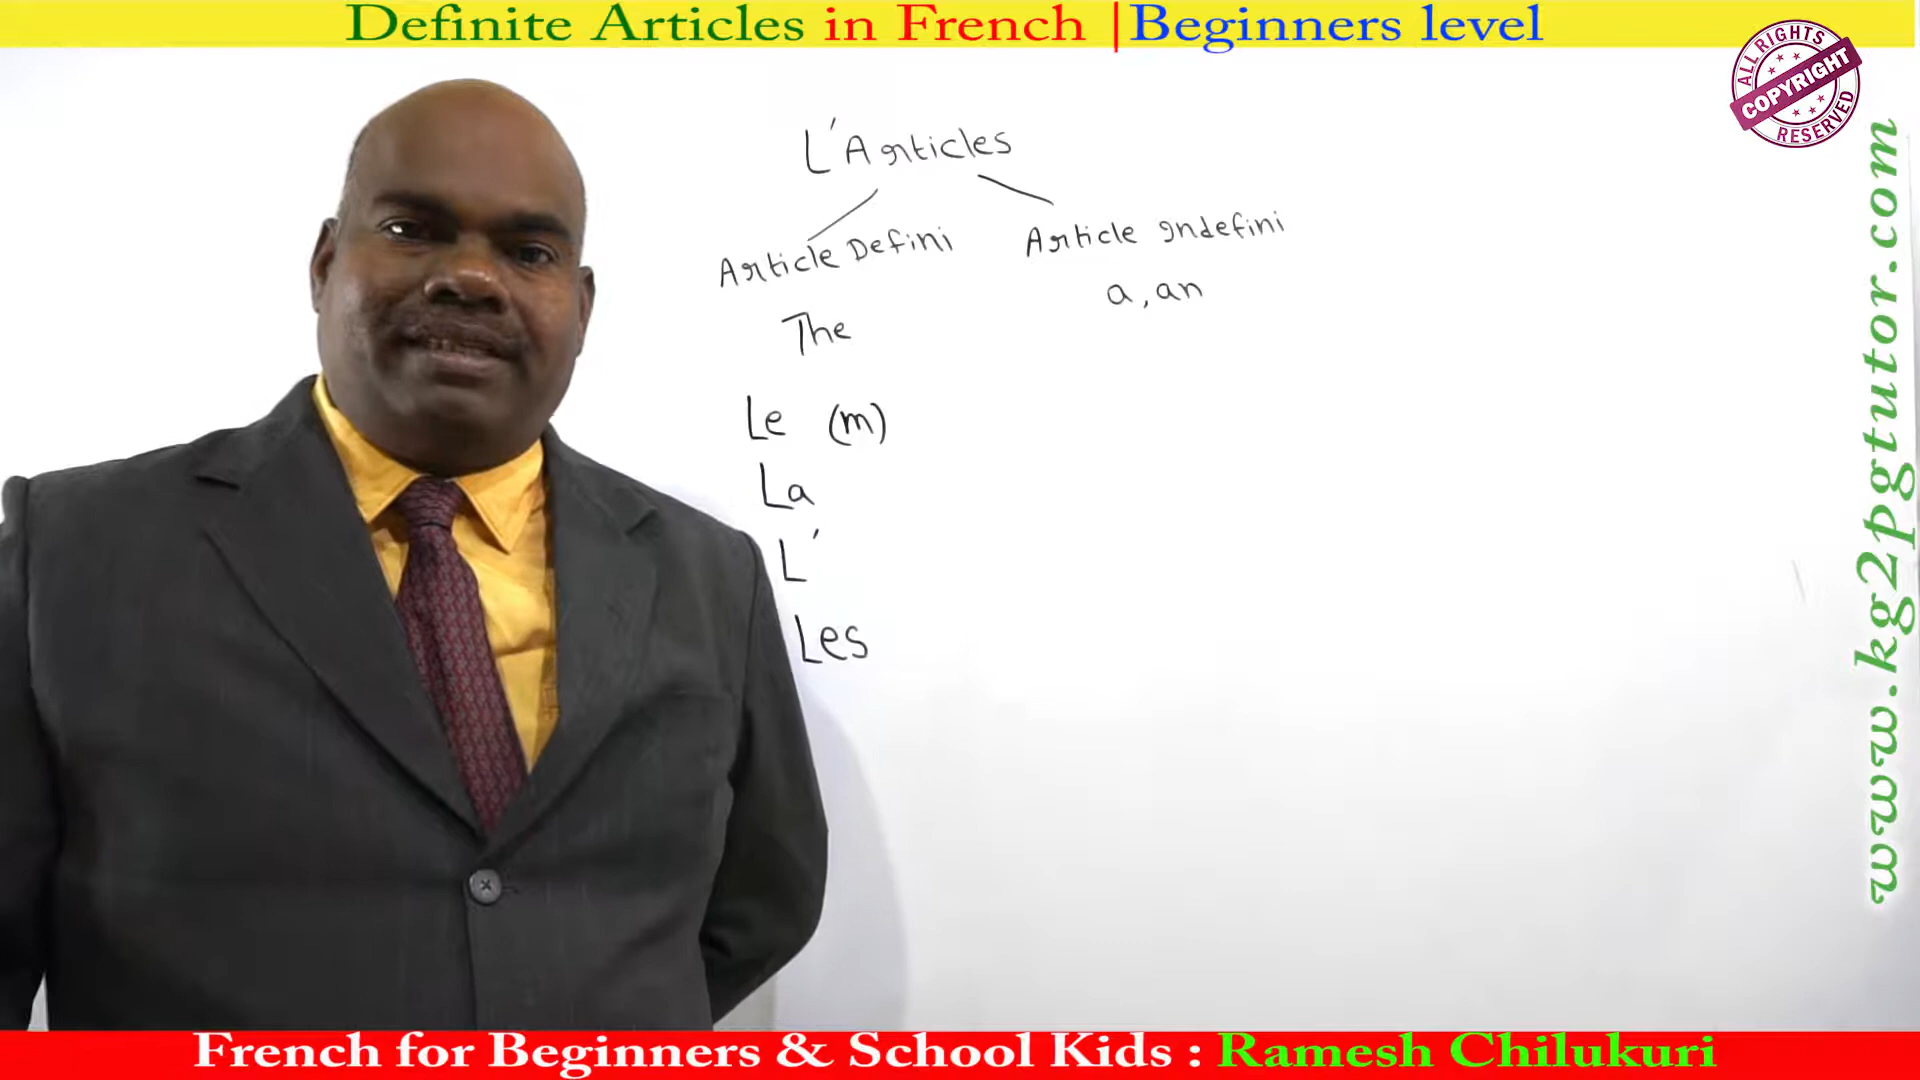 Definite Articles in French |Beginners level
ALL RIGHTS
COPYRIGHT
RESERVED
L'Articles
Article Defini
Article Indefini
The
a, an
Le (m)
La
L'
Les
www.kg2pgtutor.com
French for Beginners & School Kids : Ramesh Chilukuri